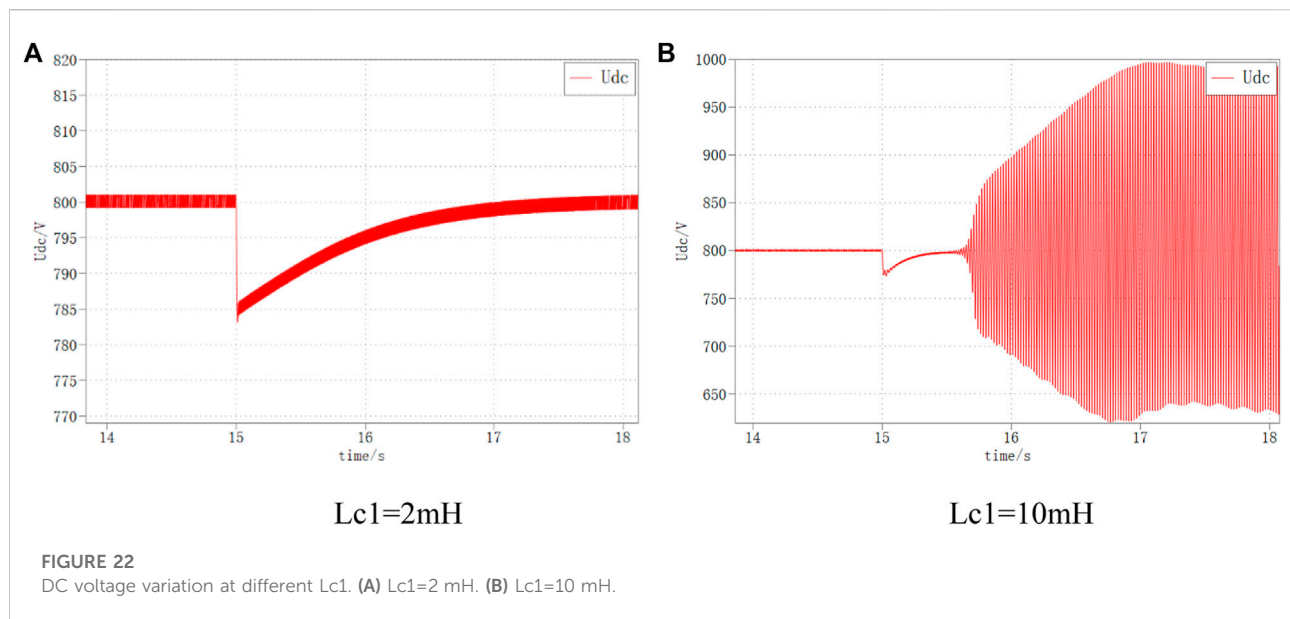 A
820
815
810
805
800
795
790
785
780
775
770
Udc/V
Udc
14
15
16
17
18
time/s
Lc1=2mH
B
1000
950
900
850
800
750
700
650
Udc/V
Udc
14
15
16
17
18
time/s
Lc1=10mH
FIGURE 22
DC voltage variation at different Lc1. (A) Lc1=2 mH. (B) Lc1=10 mH.